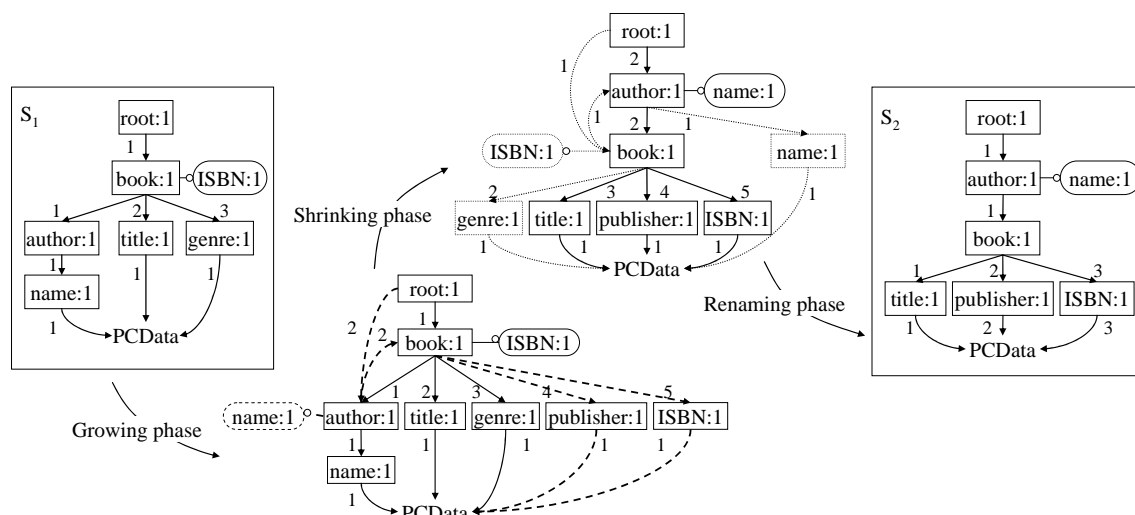 S1
root:1
1
book:1 ISBN:1
1 2 3
author:1 title:1 genre:1
1 1 1
name:1
1 PCData
Growing phase
root:1
1
2 2
book:1 ISBN:1
1 2 3 4 5
name:1 author:1 title:1 genre:1 publisher:1 ISBN:1
1 1 1 1 1
name:1
1 PCData
Shrinking phase
root:1
1 2
author:1 name:1
1 2 1
ISBN:1 book:1 name:1
2 3 4 5 1
genre:1 title:1 publisher:1 ISBN:1
1 1 1 1
PCData
Renaming phase
S2
root:1
1
author:1 name:1
1
book:1
1 2 3
title:1 publisher:1 ISBN:1
1 2 3
PCData